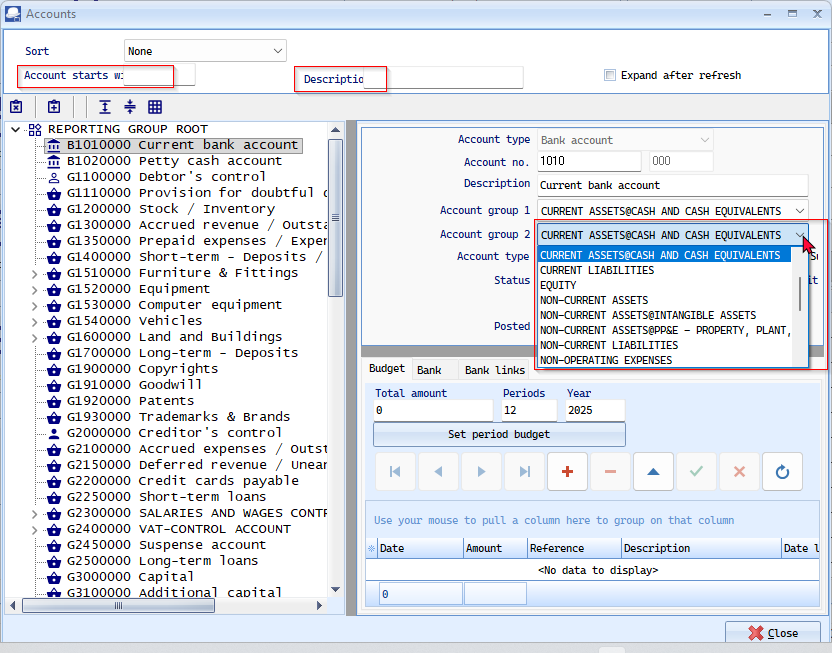 Accounts
Sort
None
Account starts wi
Descriptio
Expand after refresh
REPORTING GROUP ROOT
B1010000 Current bank account
B1020000 Petty cash account
G1100000 Debtor's control
G1110000 Provision for doubtful d
G1200000 Stock / Inventory
G1300000 Accrued revenue / Outsta
G1350000 Prepaid expenses / Expen
G1400000 Short-term - Deposits /
G1510000 Furniture & Fittings
G1520000 Equipment
G1530000 Computer equipment
G1540000 Vehicles
G1600000 Land and Buildings
G1700000 Long-term - Deposits
G1900000 Copyrights
G1910000 Goodwill
G1920000 Patents
G1930000 Trademarks & Brands
G2000000 Creditor's control
G2100000 Accrued expenses / Outst
G2150000 Deferred revenue / Unear
G2200000 Credit cards payable
G2250000 Short-term loans
G2300000 SALARIES AND WAGES CONTR
G2400000 VAT-CONTROL ACCOUNT
G2450000 Suspense account
G2500000 Long-term loans
G3000000 Capital
G3100000 Additional capital
Account type
Bank account
Account no.
1010
000
Description
Current bank account
Account group 1
CURRENT ASSETS@CASH AND CASH EQUIVALENTS
Account group 2
CURRENT ASSETS@CASH AND CASH EQUIVALENTS
Account type
Status
Posted
CURRENT ASSETS@CASH AND CASH EQUIVALENTS
CURRENT LIABILITIES
EQUITY
NON-CURRENT ASSETS
NON-CURRENT ASSETS@INTANGIBLE ASSETS
NON-CURRENT ASSETS@PP&E - PROPERTY, PLANT,
NON-CURRENT LIABILITIES
NON-OPERATING EXPENSES
Budget
Bank
Bank links
Total amount
Periods
Year
0
12
2025
Set period budget
Use your mouse to pull a column here to group on that column
Date
Amount
Reference
Description
Date l
<No data to display>
0
Close